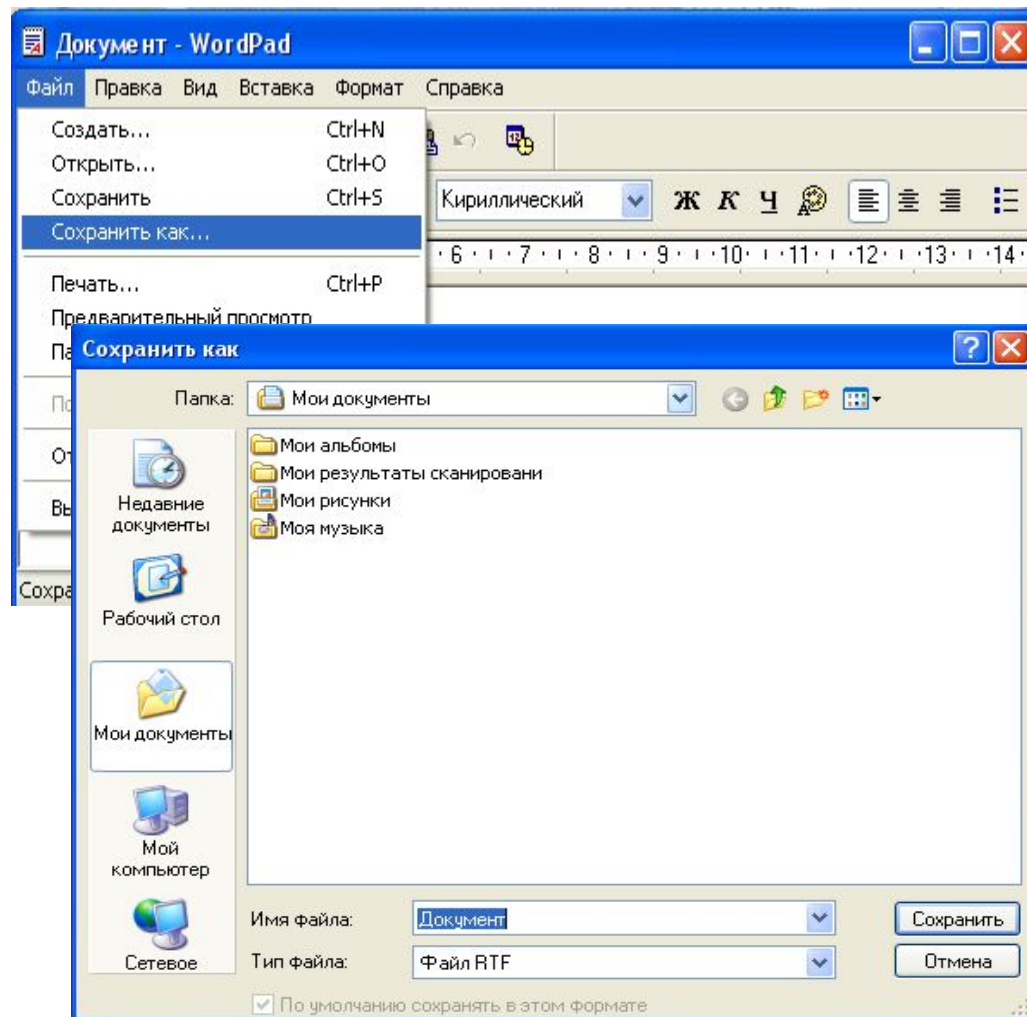 Документ - WordPad
Файл Правка Вид Вставка Формат Справка
Создать... Ctrl+N
Открыть... Ctrl+O
Сохранить Ctrl+S
Кириллический Ж К Ч
Сохранить как...
6 7 8 9 10 11 12 13 14
Печать... Ctrl+P
Предварительный просмотр
Сохранить как
Папка: Мои документы
Мои альбомы
Мои результаты сканировани
Мои рисунки
Моя музыка
Недавние
документы
Рабочий стол
Мои документы
Мой
компьютер
Сетевое
Имя файла: Документ Сохранить
Тип файла: Файл RTF Отмена
По умолчанию сохранять в этом формате